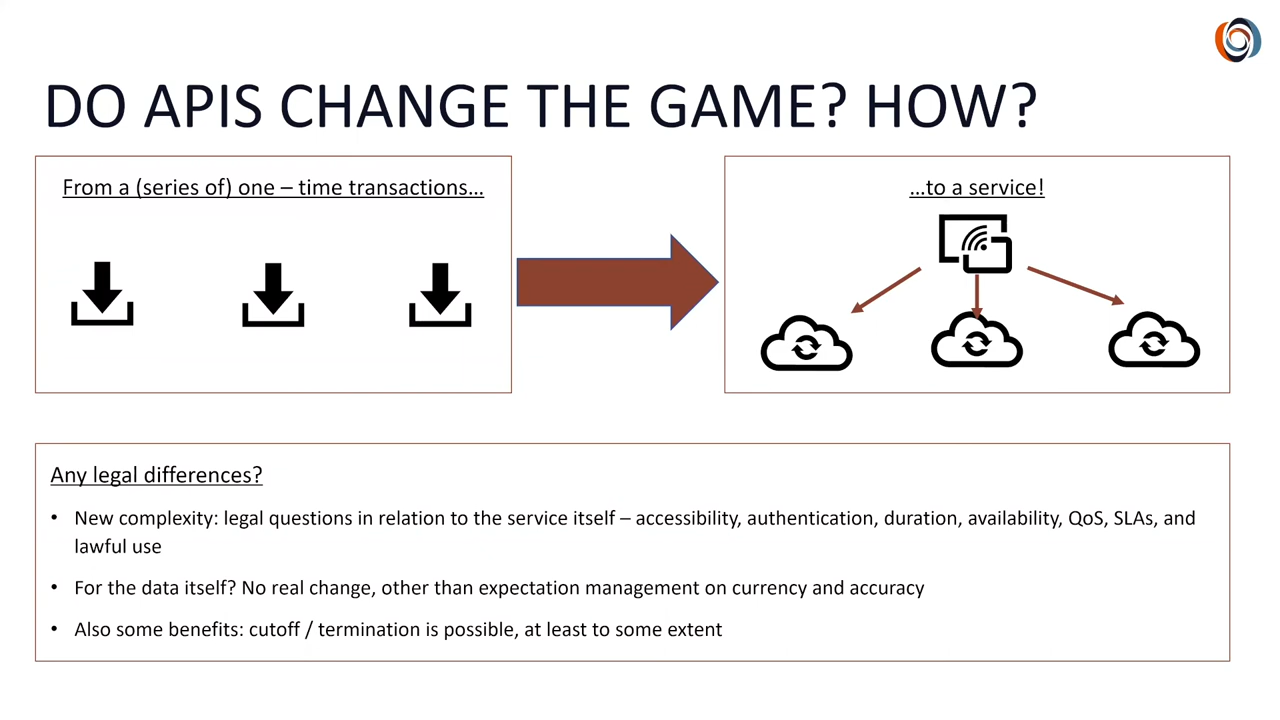 DO APIS CHANGE THE GAME? HOW?
From a (series of) one – time transactions…
…to a service!
Any legal differences?
• New complexity: legal questions in relation to the service itself – accessibility, authentication, duration, availability, QoS, SLAs, and
lawful use
• For the data itself? No real change, other than expectation management on currency and accuracy
• Also some benefits: cutoff / termination is possible, at least to some extent